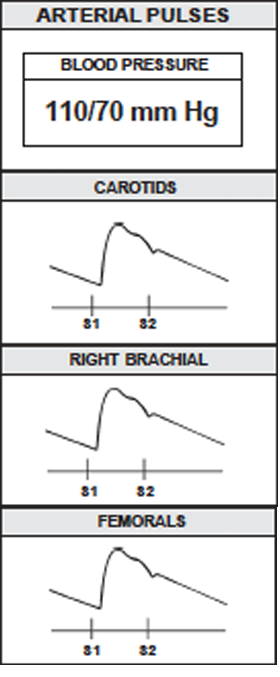 ARTERIAL PULSES
BLOOD PRESSURE
110/70 mm Hg
CAROTIDS
S1 S2
RIGHT BRACHIAL
S1 S2
FEMORALS
S1 S2